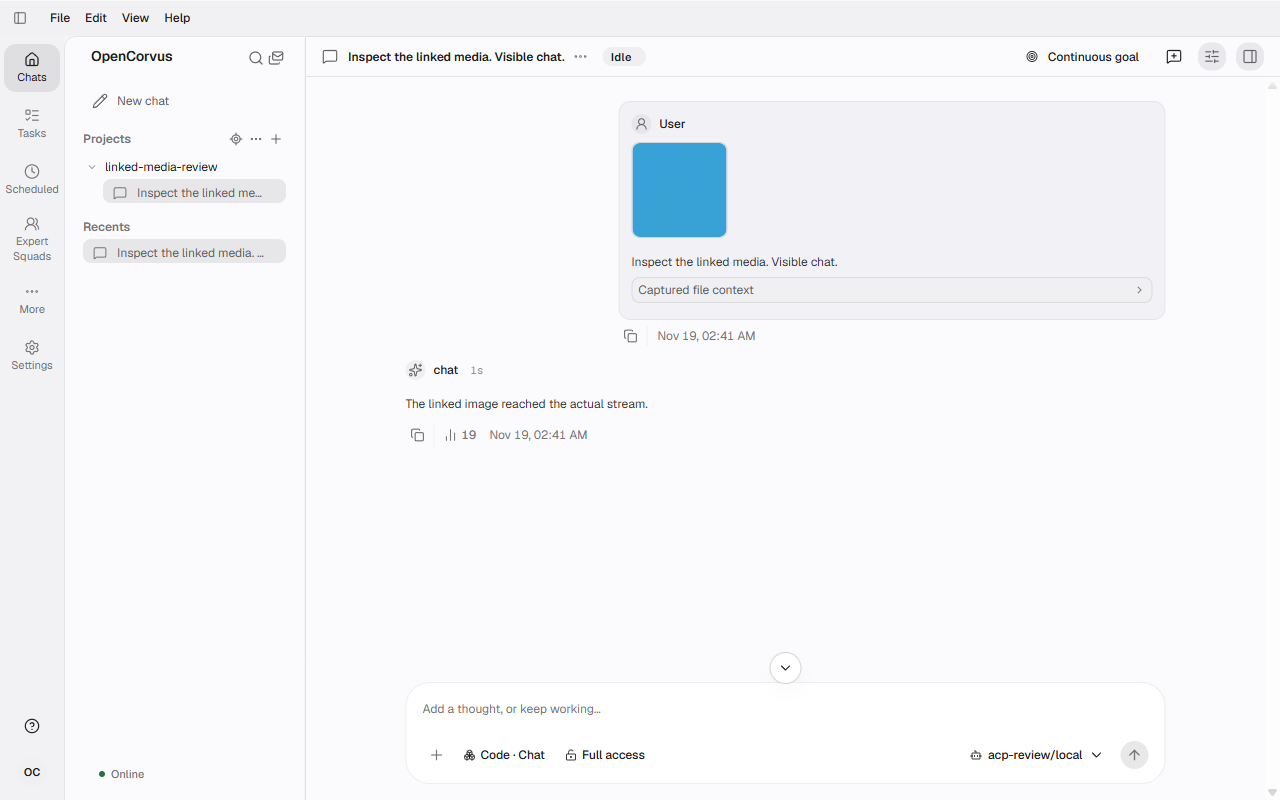 File Edit View Help
Chats
Tasks
Scheduled
Expert
Squads
More
Settings
OC
OpenCorvus
New chat
Projects
linked-media-review
Inspect the linked me...
Recents
Inspect the linked media. ...
Online
Inspect the linked media. Visible chat. ... Idle
Continuous goal
User
Inspect the linked media. Visible chat.
Captured file context
Nov 19, 02:41 AM
chat 1s
The linked image reached the actual stream.
19 Nov 19, 02:41 AM
Add a thought, or keep working...
Code · Chat Full access acp-review/local